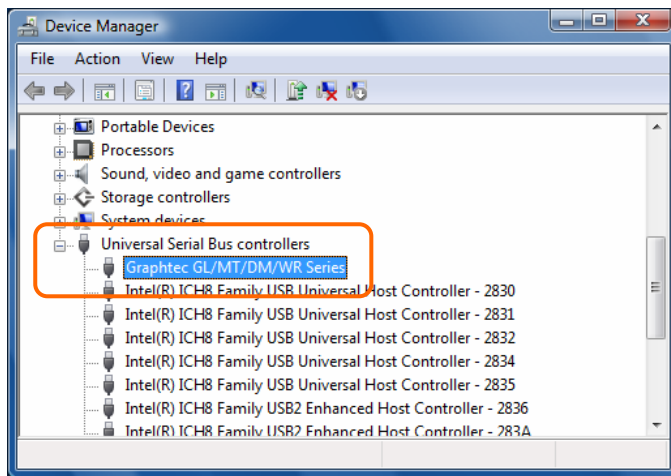 Device Manager
File Action View Help
Portable Devices
Processors
Sound, video and game controllers
Storage controllers
System devices
Universal Serial Bus controllers
Graphtec GL/MT/DM/WR Series
Intel(R) ICH8 Family USB Universal Host Controller - 2830
Intel(R) ICH8 Family USB Universal Host Controller - 2831
Intel(R) ICH8 Family USB Universal Host Controller - 2832
Intel(R) ICH8 Family USB Universal Host Controller - 2834
Intel(R) ICH8 Family USB Universal Host Controller - 2835
Intel(R) ICH8 Family USB2 Enhanced Host Controller - 2836
Intel(R) ICH8 Family USB2 Enhanced Host Controller - 283A